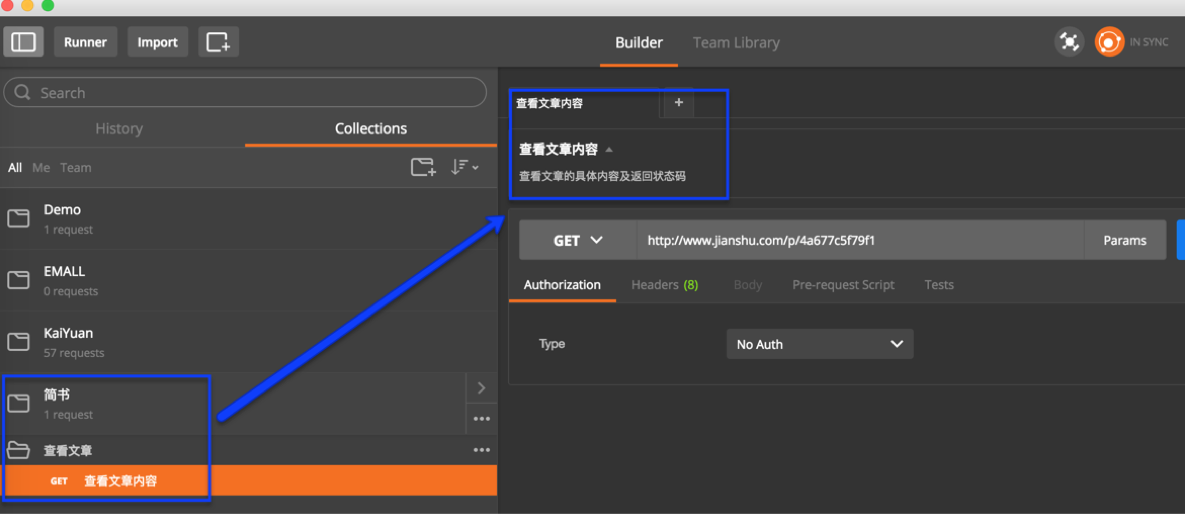 Runner
Import
Builder
Team Library
IN SYNC
Search
History
Collections
All Me Team
Demo
1 request
EMALL
0 requests
KaiYuan
57 requests
简书
1 request
查看文章
GET 查看文章内容
查看文章内容
+
查看文章内容
查看文章的具体内容及返回状态码
GET
http://www.jianshu.com/p/4a677c5f79f1
Params
Authorization
Headers (8)
Body
Pre-request Script
Tests
Type
No Auth